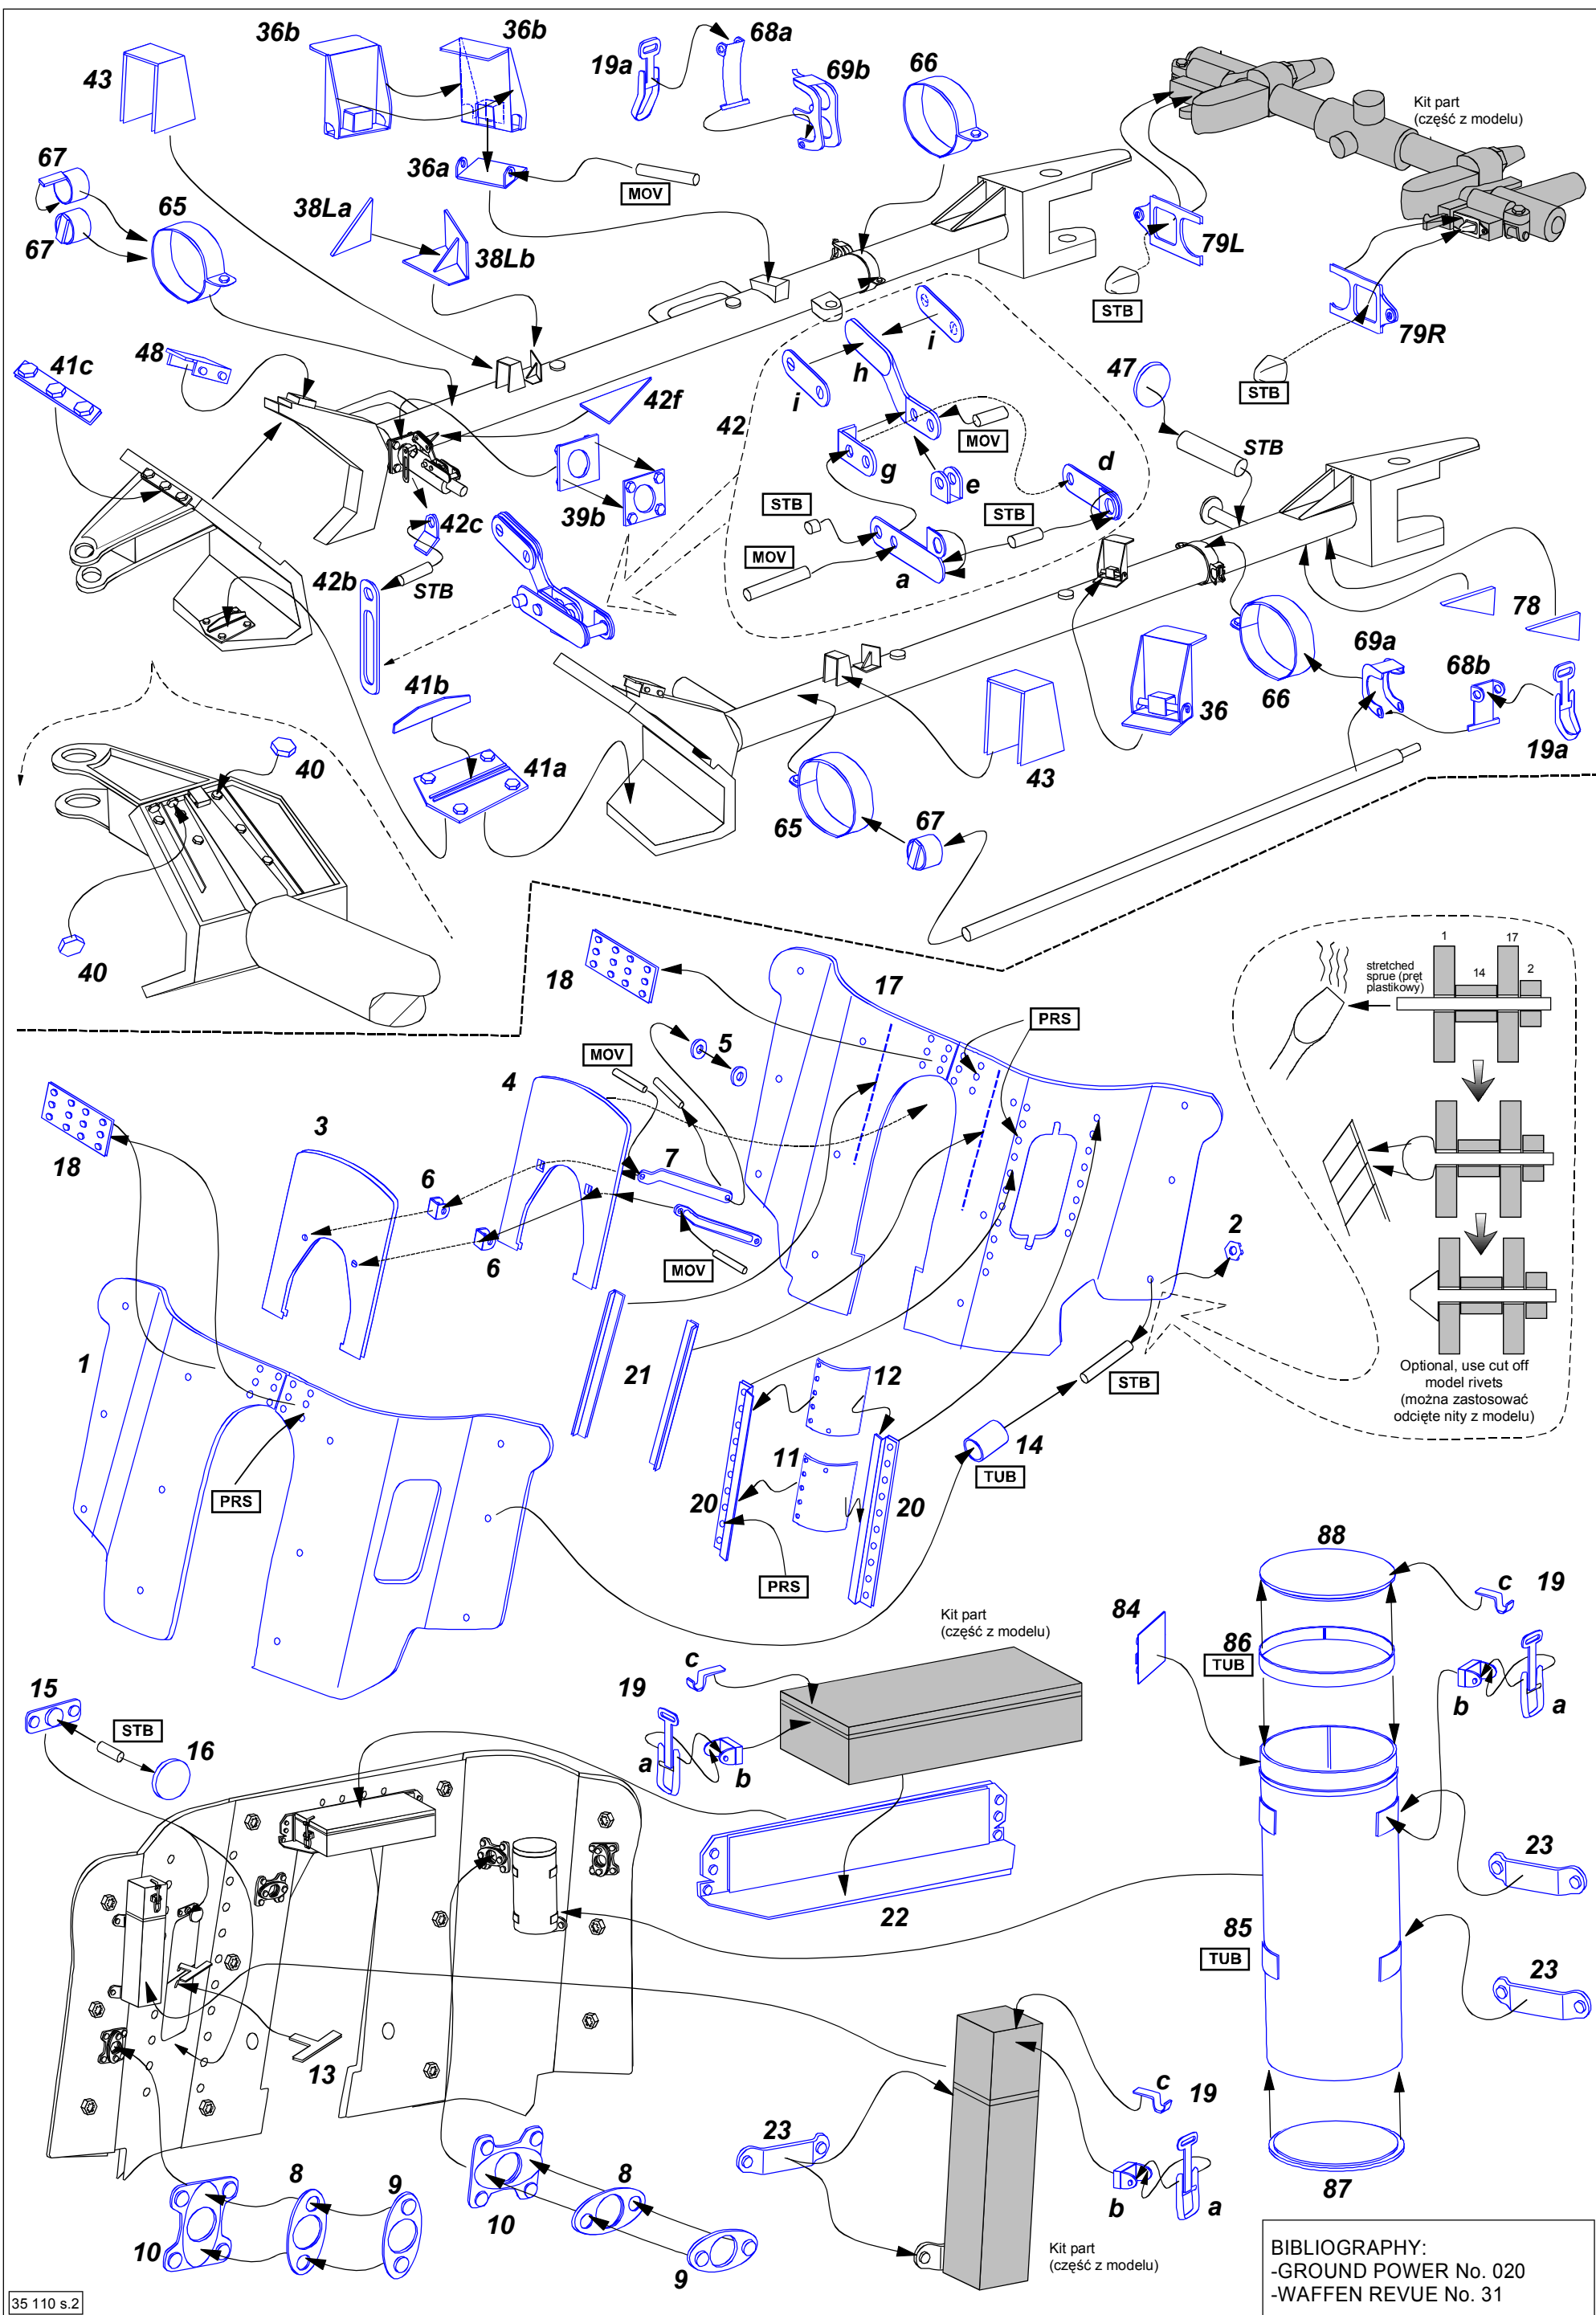 36b
36b
68a
19a
69b
66
43
Kit part
(część z modelu)
67
36a
MOV
65
38La
67
38Lb
79L
STB
79R
STB
41c
48
42f
42
i
h
i
47
STB
MOV
g
e
d
STB
STB
MOV
a
39b
42c
42b
STB
78
69a
68b
66
36
19a
41b
41a
43
40
65
67
40
18
17
PRS
stretched
sprue (pręt
plastikowy)
1
14
17
2
5
MOV
4
3
18
7
6
6
MOV
2
1
21
12
STB
14
TUB
11
20
20
PRS
PRS
Optional, use cut off
model rivets
(można zastosować
odcięte nity z modelu)
88
c
19
84
86
TUB
b
a
Kit part
(część z modelu)
c
19
a
b
15
STB
16
22
23
85
TUB
23
13
c
19
23
b
a
87
8
9
10
10
8
9
Kit part
(część z modelu)
BIBLIOGRAPHY:
-GROUND POWER No. 020
-WAFFEN REVUE No. 31
35 110 s.2